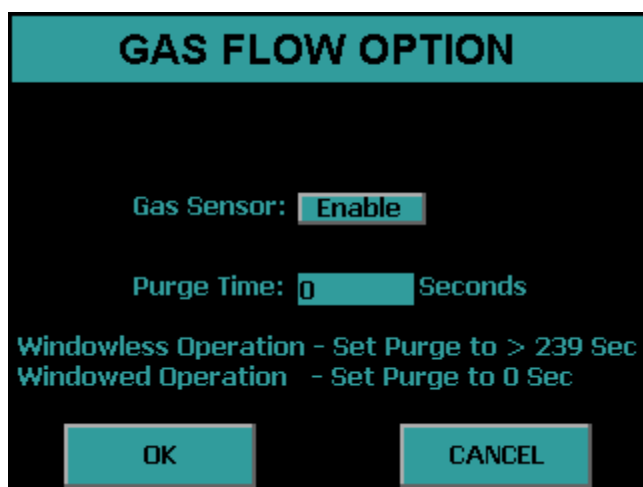 GAS FLOW OPTION
Gas Sensor: Enable
Purge Time: 0 Seconds
Windowless Operation - Set Purge to > 239 Sec
Windowed Operation - Set Purge to 0 Sec
OK CANCEL